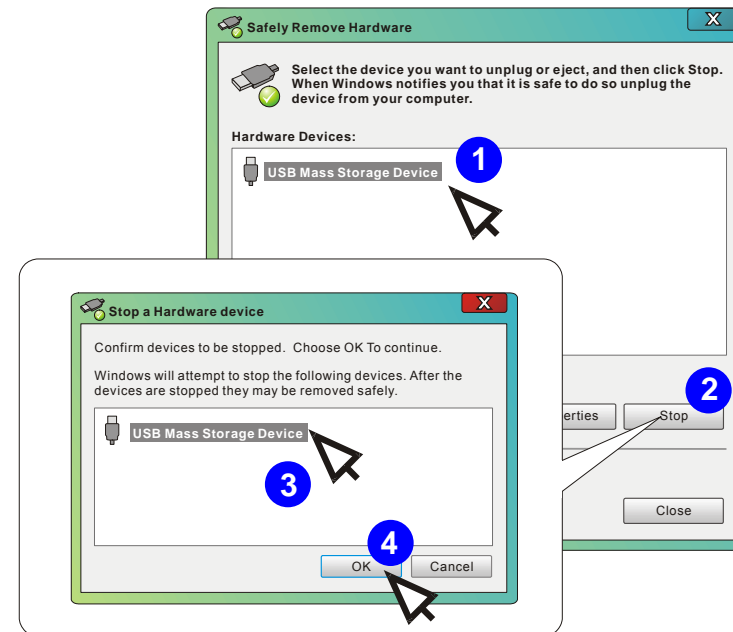 Safely Remove Hardware
X
Select the device you want to unplug or eject, and then click Stop.
When Windows notifies you that it is safe to do so unplug the
device from your computer.
Hardware Devices:
USB Mass Storage Device
1
2
erties
Stop
Close
Stop a Hardware device
X
Confirm devices to be stopped. Choose OK To continue.
Windows will attempt to stop the following devices. After the
devices are stopped they may be removed safely.
USB Mass Storage Device
3
4
OK
Cancel